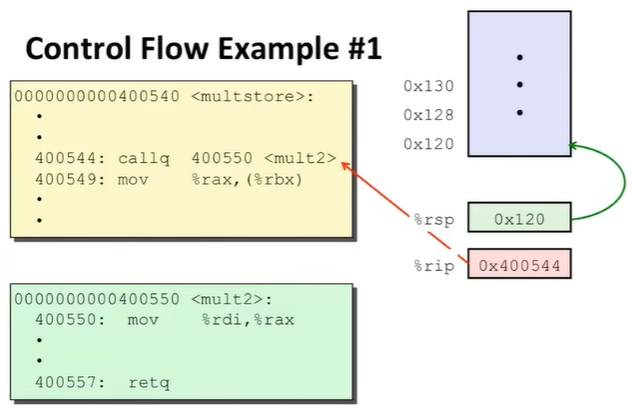 Control Flow Example #1
0000000000400540 <multstore>:
•
•
400544: callq 400550 <mult2>
400549: mov %rax,(%rbx)
•
•
0000000000400550 <mult2>:
400550: mov %rdi,%rax
•
•
400557: retq
•
•
•
0x130
0x128
0x120
%rsp 0x120
%rip 0x400544